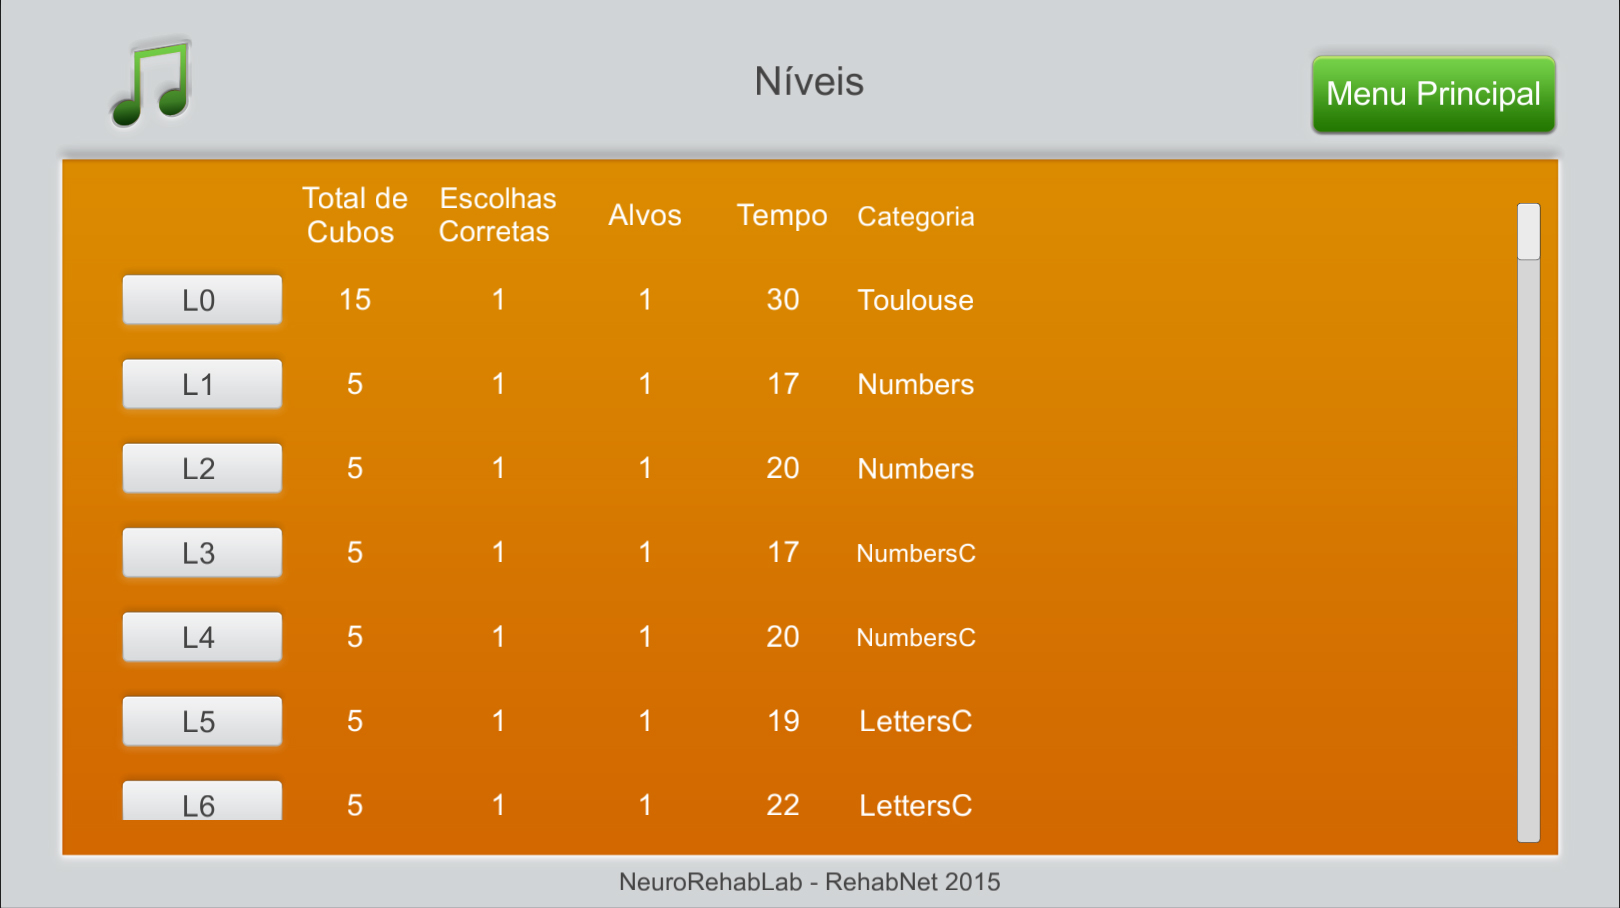 Níveis
Menu Principal
Total de Cubos Escolhas Corretas Alvos Tempo Categoria
L0 15 1 1 30 Toulouse
L1 5 1 1 17 Numbers
L2 5 1 1 20 Numbers
L3 5 1 1 17 NumbersC
L4 5 1 1 20 NumbersC
L5 5 1 1 19 LettersC
L6 5 1 1 22 LettersC
NeuroRehabLab - RehabNet 2015